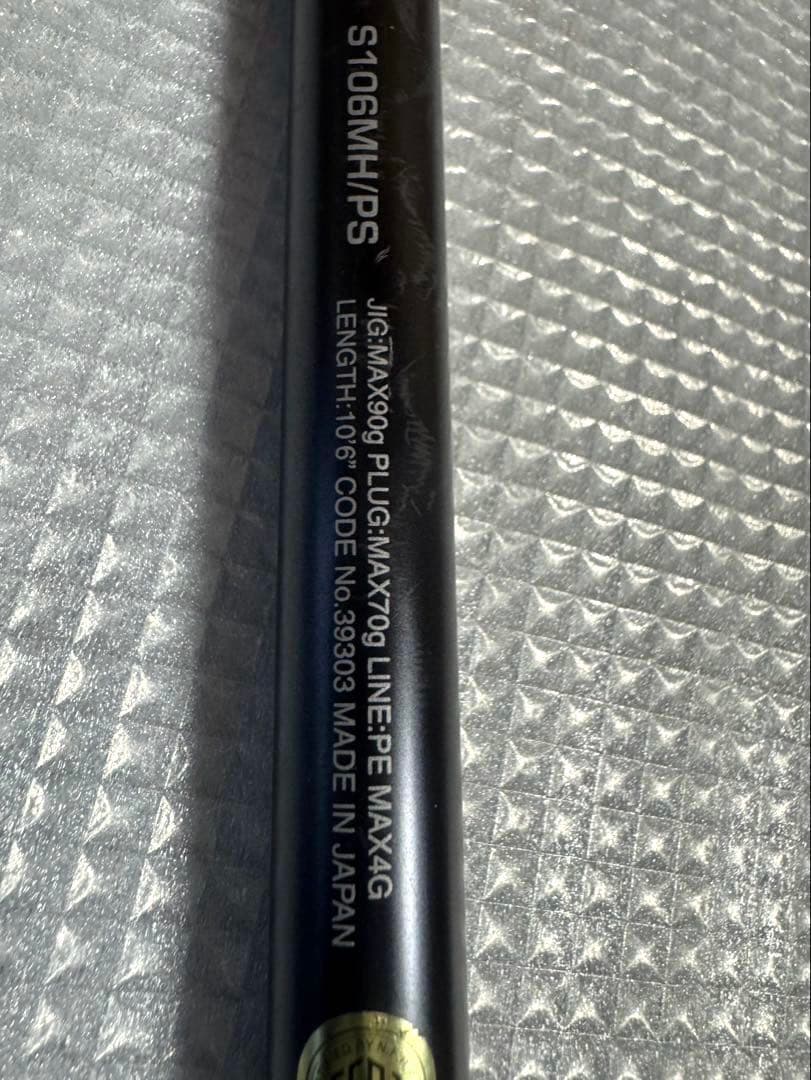 S106MH/PS
JIG:MAX90g PLUG:MAX70g LINE:PE MAX4G
LENGTH:10'6" CODE No.39303 MADE IN JAPAN